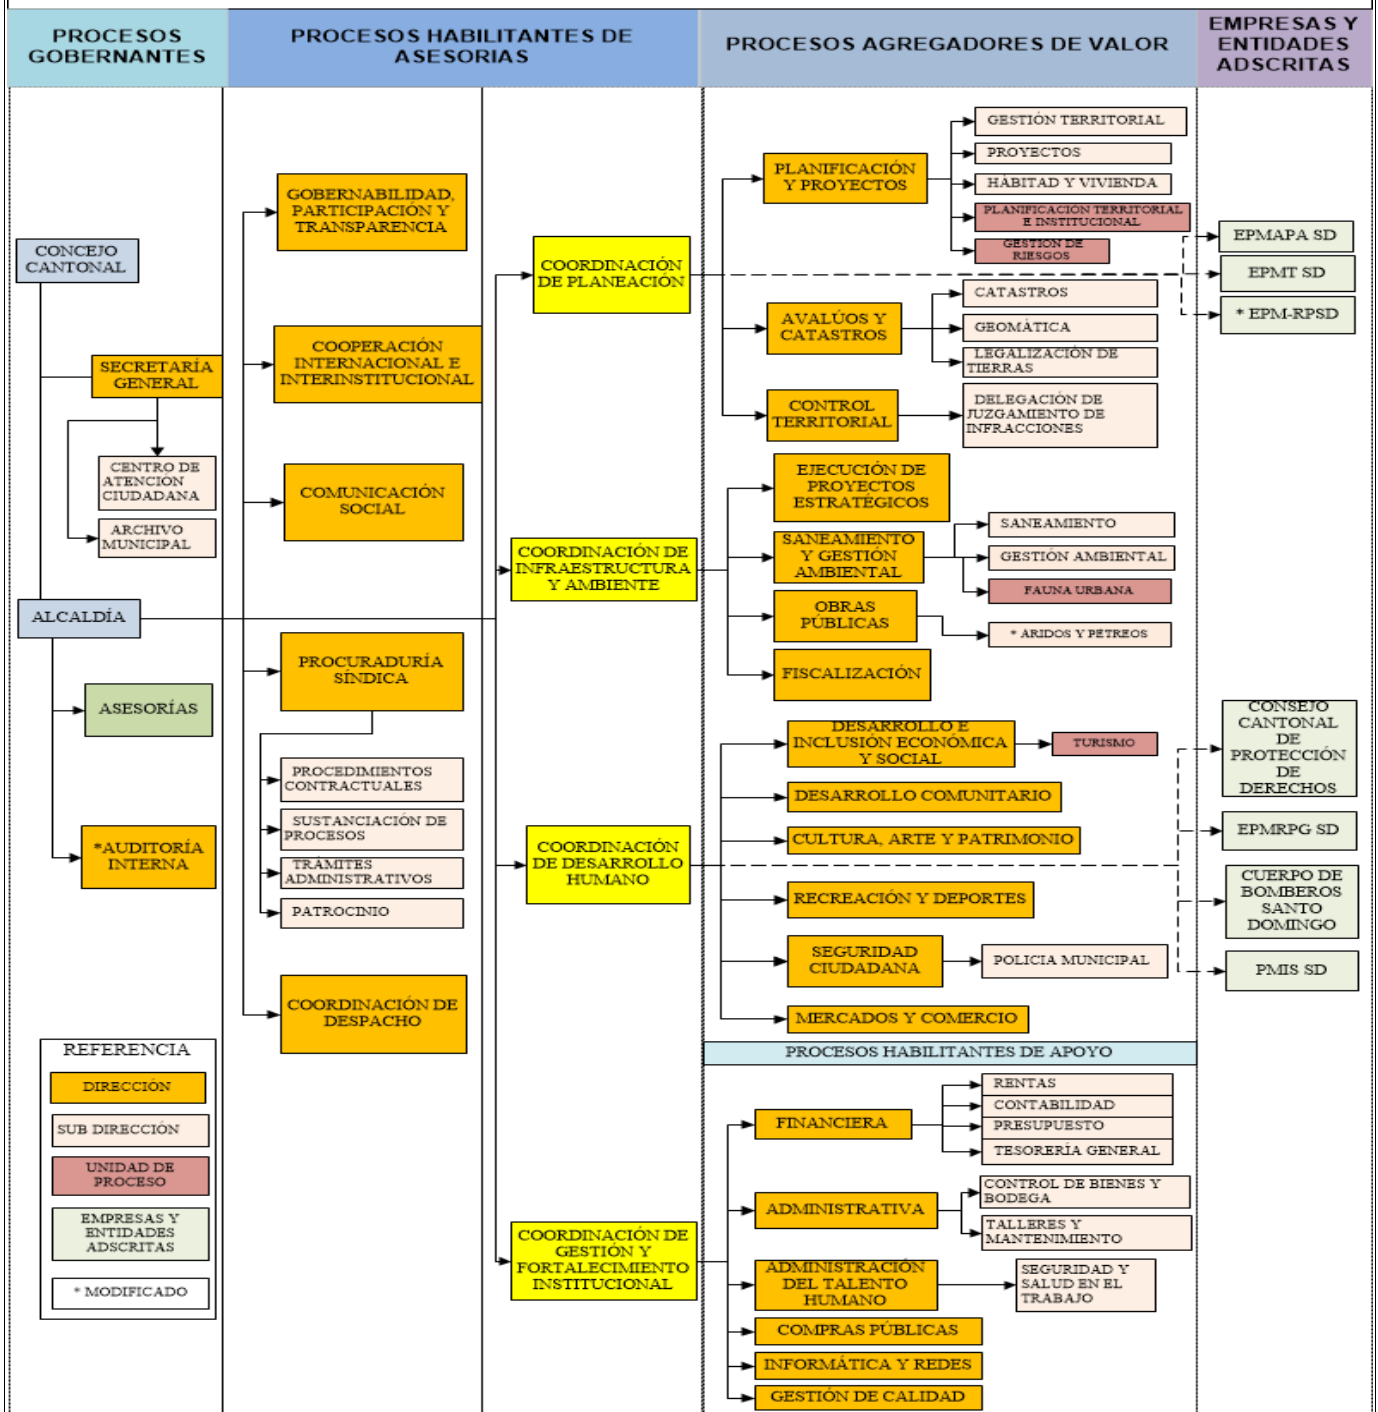 PROCESOS
GOBERNANTES
PROCESOS HABILITANTES DE
ASESORIAS
PROCESOS AGREGADORES DE VALOR
EMPRESAS Y
ENTIDADES
ADSCRITAS
CONCEJO
CANTONAL
SECRETARÍA
GENERAL
CENTRO DE
ATENCIÓN
CIUDADANA
ARCHIVO
MUNICIPAL
ALCALDÍA
ASESORÍAS
*AUDITORÍA
INTERNA
REFERENCIA
DIRECCIÓN
SUB DIRECCIÓN
UNIDAD DE
PROCESO
EMPRESAS Y
ENTIDADES
ADSCRITAS
* MODIFICADO
GOBERNABILIDAD,
PARTICIPACIÓN Y
TRANSPARENCIA
COOPERACIÓN
INTERNACIONAL E
INTERINSTITUCIONAL
COMUNICACIÓN
SOCIAL
PROCURADURÍA
SÍNDICA
PROCEDIMIENTOS
CONTRACTUALES
SUSTANCIACIÓN DE
PROCESOS
TRÁMITES
ADMINISTRATIVOS
PATROCINIO
COORDINACIÓN DE
DESPACHO
COORDINACIÓN
DE PLANEACIÓN
COORDINACIÓN DE
INFRAESTRUCTURA
Y AMBIENTE
COORDINACIÓN
DE DESARROLLO
HUMANO
COORDINACIÓN DE
GESTIÓN Y
FORTALECIMIENTO
INSTITUCIONAL
PLANIFICACIÓN
Y PROYECTOS
GESTIÓN TERRITORIAL
PROYECTOS
HÁBITAD Y VIVIENDA
PLANIFICACIÓN TERRITORIAL
E INSTITUCIONAL
GESTIÓN DE
RIESGOS
AVALÚOS Y
CATASTROS
CATASTROS
GEOMÁTICA
LEGALIZACIÓN DE
TIERRAS
CONTROL
TERRITORIAL
DELEGACIÓN DE
JUZGAMIENTO DE
INFRACCIONES
EJECUCIÓN DE
PROYECTOS
ESTRATÉGICOS
SANEAMIENTO
Y GESTIÓN
AMBIENTAL
SANEAMIENTO
GESTIÓN AMBIENTAL
FAUNA URBANA
OBRAS
PÚBLICAS
* ARIDOS Y PETREOS
FISCALIZACIÓN
DESARROLLO E
INCLUSIÓN ECONÓMICA
Y SOCIAL
TURISMO
DESARROLLO COMUNITARIO
CULTURA, ARTE Y PATRIMONIO
RECREACIÓN Y DEPORTES
SEGURIDAD
CIUDADANA
POLICIA MUNICIPAL
MERCADOS Y COMERCIO
PROCESOS HABILITANTES DE APOYO
FINANCIERA
RENTAS
CONTABILIDAD
PRESUPUESTO
TESORERÍA GENERAL
ADMINISTRATIVA
CONTROL DE BIENES Y
BODEGA
TALLERES Y
MANTENIMIENTO
ADMINISTRACIÓN
DEL TALENTO
HUMANO
SEGURIDAD Y
SALUD EN EL
TRABAJO
COMPRAS PÚBLICAS
INFORMÁTICA Y REDES
GESTIÓN DE CALIDAD
EPMAPA SD
EPMT SD
* EPM-RPSD
CONSEJO
CANTONAL
DE
PROTECCIÓN
DE
DERECHOS
EPMRPG SD
CUERPO DE
BOMBEROS
SANTO
DOMINGO
PMIS SD